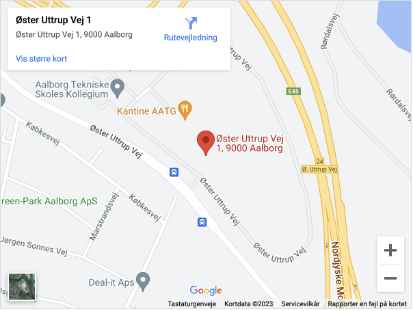 Øster Uttrup Vej 1
Øster Uttrup Vej 1, 9000 Aalborg
Rutevejledning
Vis større kort
Rørdalsvej
Rørdalsvej
Aalborg Tekniske
Skoles Kollegium
Kantine AATG
E45
Øster Uttrup Vej
Købkesvej
Øster Uttrup Vej
1, 9000 Aalborg
24
Ø. Uttrup Vej
Øster Uttrup Vej
reen-Park Aalborg ApS
Købkesvej
Marstrandsvej
Øster Uttrup Vej
Jørgen Sonnes Vej
Nordjyske Mo
Deal-it Aps
Google
Tastaturgenveje
Kortdata ©2023
Servicevilkår
Rapporter en fejl på kortet